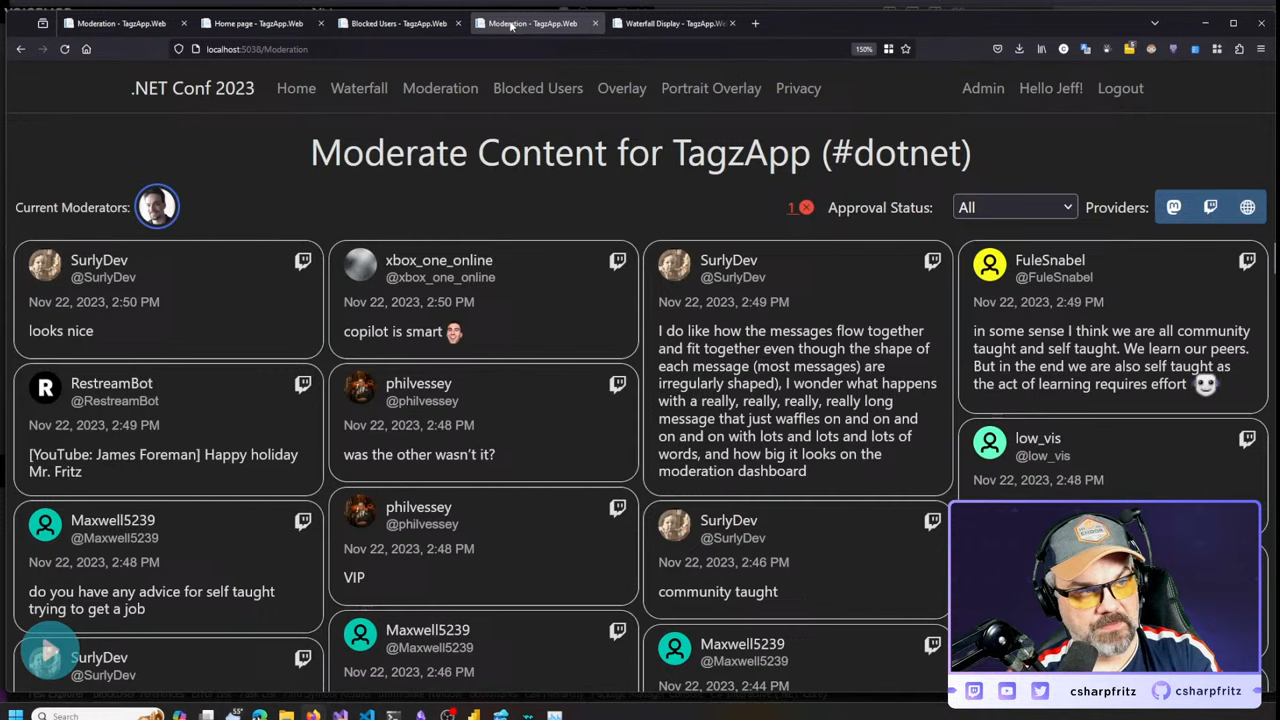 Moderation - TagzApp.Web
Home page - TagzApp.Web
Blocked Users - TagzApp.Web
Moderation - TagzApp.Web
Waterfall Display - TagzApp.We
localhost:5038/Moderation
150%
.NET Conf 2023
Home
Waterfall
Moderation
Blocked Users
Overlay
Portrait Overlay
Privacy
Admin
Hello Jeff!
Logout
Moderate Content for TagzApp (#dotnet)
Current Moderators:
1
Approval Status:
All
Providers:
SurlyDev
@SurlyDev
Nov 22, 2023, 2:50 PM
looks nice
xbox_one_online
@xbox_one_online
Nov 22, 2023, 2:50 PM
copilot is smart
SurlyDev
@SurlyDev
Nov 22, 2023, 2:49 PM
I do like how the messages flow together
and fit together even though the shape of
each message (most messages) are
irregularly shaped), I wonder what happens
with a really, really, really, really long
message that just waffles on and on and
on and on with lots and lots and lots of
words, and how big it looks on the
moderation dashboard
FuleSnabel
@FuleSnabel
Nov 22, 2023, 2:49 PM
in some sense I think we are all community
taught and self taught. We learn our peers.
But in the end we are also self taught as
the act of learning requires effort
RestreamBot
@RestreamBot
Nov 22, 2023, 2:49 PM
[YouTube: James Foreman] Happy holiday
Mr. Fritz
philvessey
@philvessey
Nov 22, 2023, 2:48 PM
was the other wasn’t it?
low_vis
@low_vis
Nov 22, 2023, 2:48 PM
philvessey
@philvessey
Nov 22, 2023, 2:48 PM
VIP
Maxwell5239
@Maxwell5239
Nov 22, 2023, 2:48 PM
do you have any advice for self taught
trying to get a job
SurlyDev
@SurlyDev
Nov 22, 2023, 2:46 PM
community taught
Maxwell5239
@Maxwell5239
Nov 22, 2023, 2:46 PM
Maxwell5239
@Maxwell5239
Nov 22, 2023, 2:44 PM
SurlyDev
@SurlyDev
csharpfritz
csharpfritz
Search